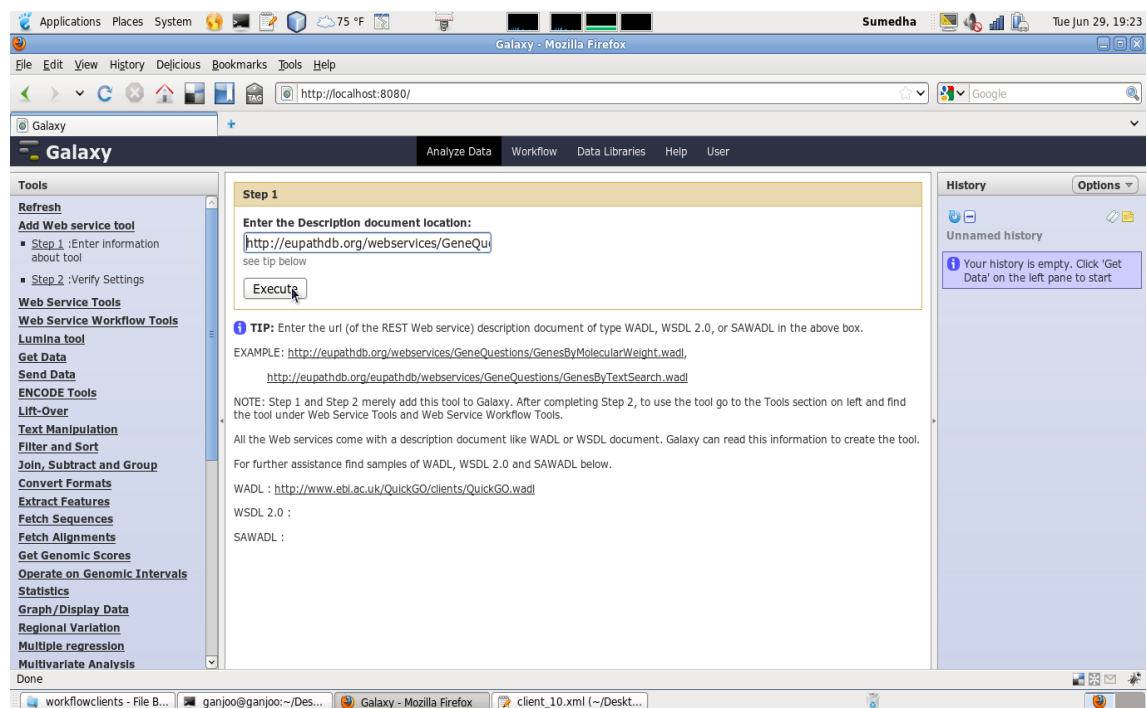 Applications Places System 75 °F Sumedha Tue Jun 29, 19:23
Galaxy - Mozilla Firefox
File Edit View History Delicious Bookmarks Tools Help
TAG http://localhost:8080/ Google
Galaxy
Galaxy Analyze Data Workflow Data Libraries Help User
Tools
Refresh
Add Web service tool
Step 1 :Enter information about tool
Step 2 :Verify Settings
Web Service Tools
Web Service Workflow Tools
Lumina tool
Get Data
Send Data
ENCODE Tools
Lift-Over
Text Manipulation
Filter and Sort
Join, Subtract and Group
Convert Formats
Extract Features
Fetch Sequences
Fetch Alignments
Get Genomic Scores
Operate on Genomic Intervals
Statistics
Graph/Display Data
Regional Variation
Multiple regression
Multivariate Analysis
Step 1
Enter the Description document location:
http://eupathdb.org/webservices/GeneQu
see tip below
Execute
TIP: Enter the url (of the REST Web service) description document of type WADL, WSDL 2.0, or SAWADL in the above box.
EXAMPLE: http://eupathdb.org/webservices/GeneQuestions/GenesByMolecularWeight.wadl,
http://eupathdb.org/eupathdb/webservices/GeneQuestions/GenesByTextSearch.wadl
NOTE: Step 1 and Step 2 merely add this tool to Galaxy. After completing Step 2, to use the tool go to the Tools section on left and find
the tool under Web Service Tools and Web Service Workflow Tools.
All the Web services come with a description document like WADL or WSDL document. Galaxy can read this information to create the tool.
For further assistance find samples of WADL, WSDL 2.0 and SAWADL below.
WADL : http://www.ebi.ac.uk/QuickGO/clients/QuickGO.wadl
WSDL 2.0 :
SAWADL :
History Options
Unnamed history
Your history is empty. Click 'Get
Data' on the left pane to start
Done
workflowclients - File B... ganjoo@ganjoo:~/Des... Galaxy - Mozilla Firefox client_10.xml (~/Deskt...